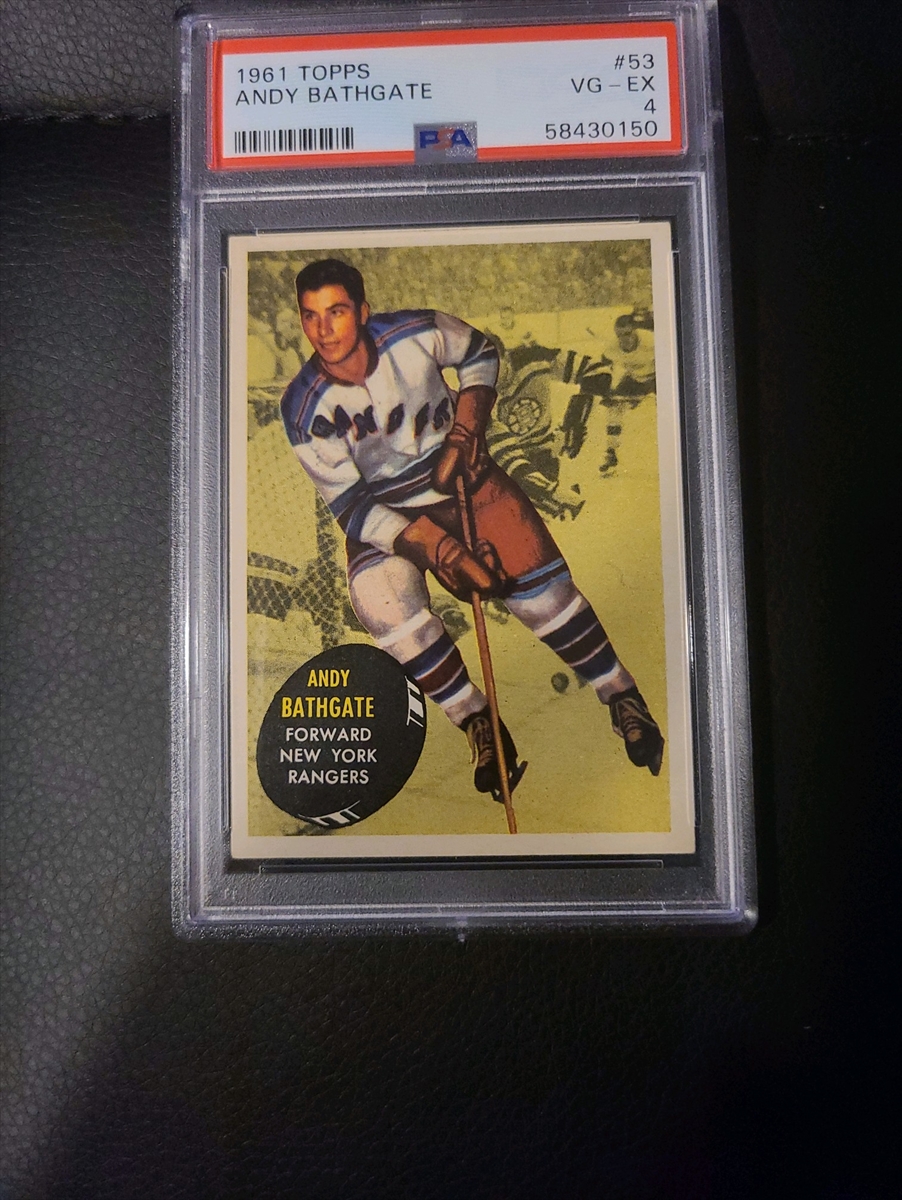 1961 TOPPS
ANDY BATHGATE
#53
VG - EX
4
58430150
PSA
RANGERS
ANDY
BATHGATE
FORWARD
NEW YORK
RANGERS